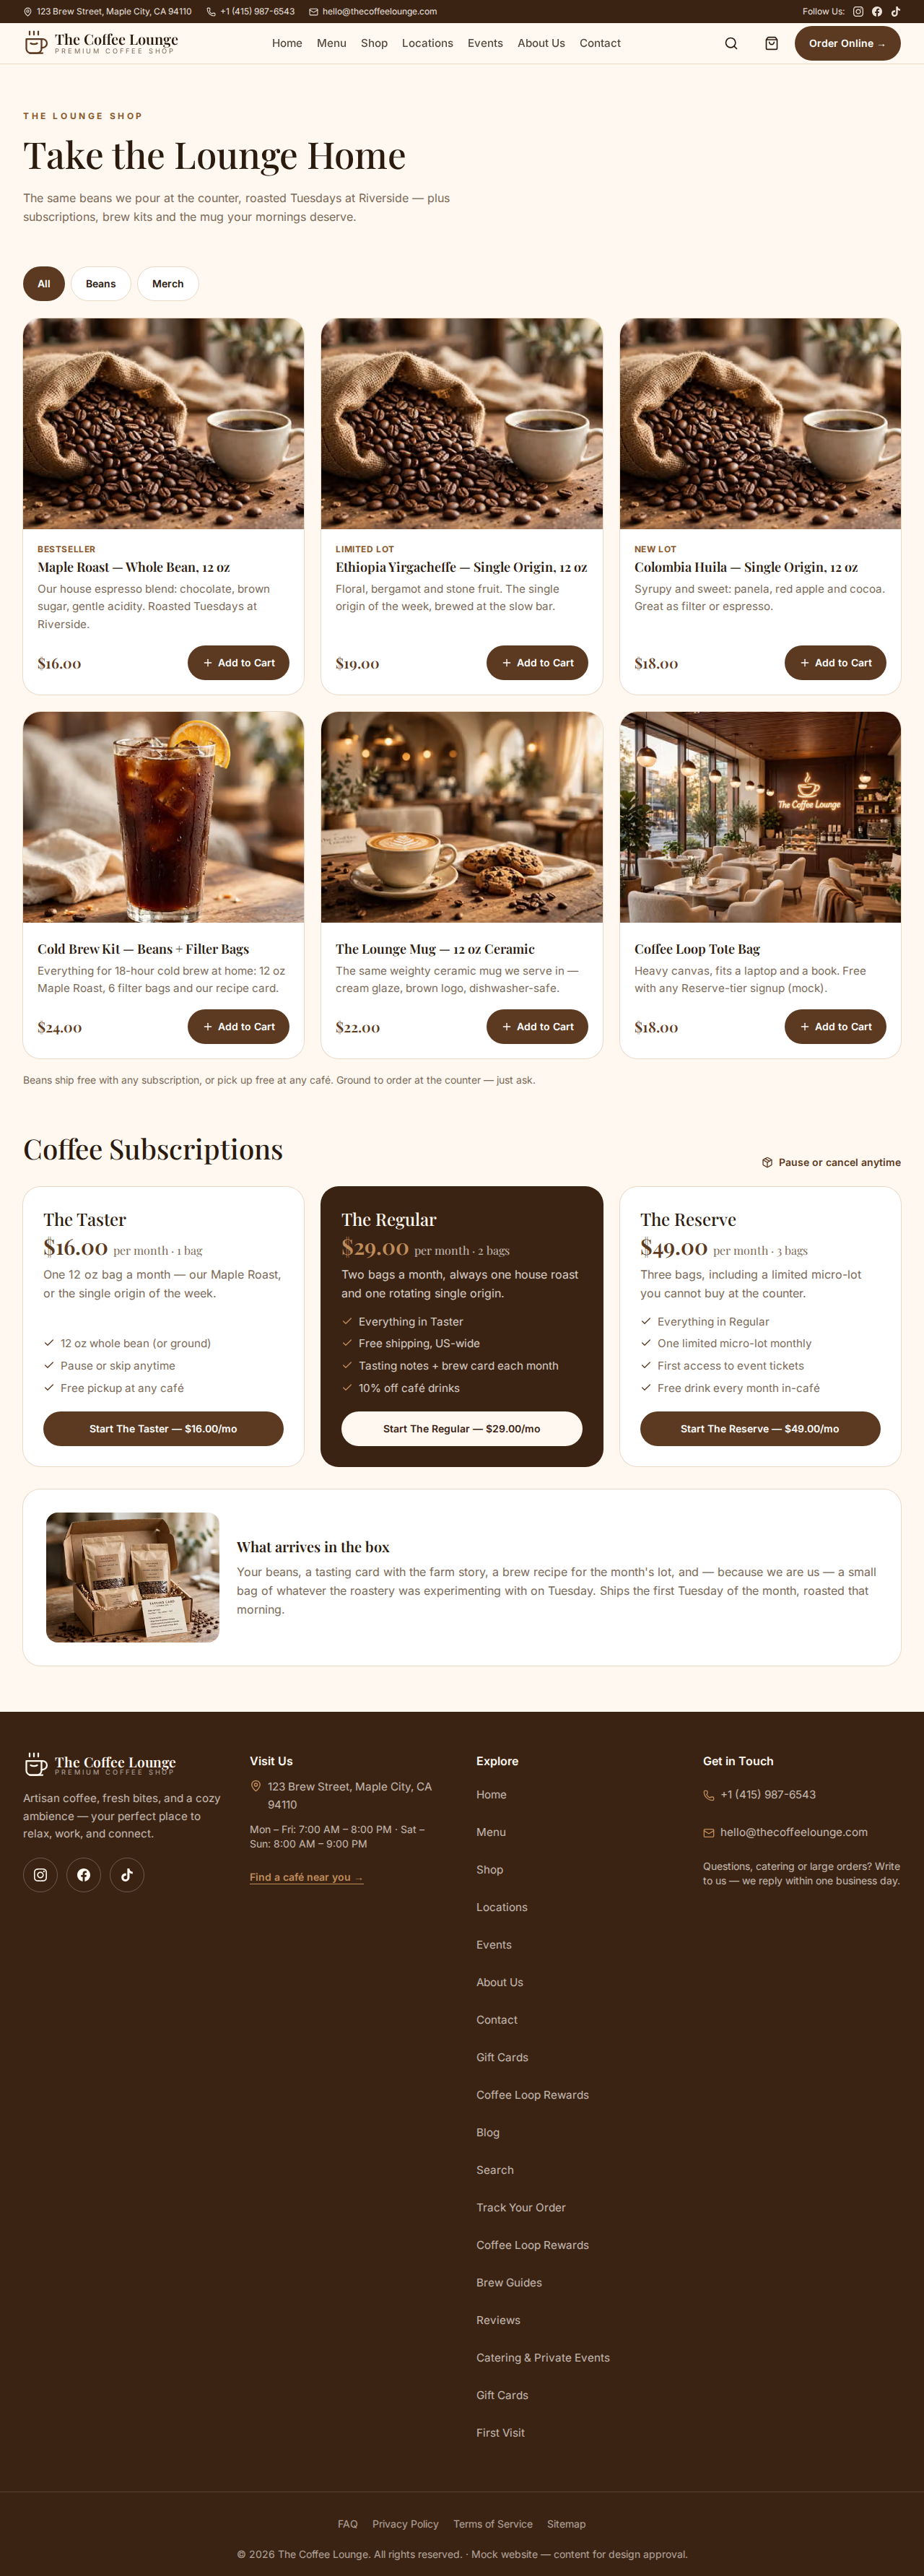 123 Brew Street, Maple City, CA 94110 +1 (415) 987-6543 hello@thecoffeelounge.com Follow Us:
The Coffee Lounge
PREMIUM COFFEE SHOP
Home Menu Shop Locations Events About Us Contact
Order Online →
THE LOUNGE SHOP
Take the Lounge Home
The same beans we pour at the counter, roasted Tuesdays at Riverside — plus
subscriptions, brew kits and the mug your mornings deserve.
All Beans Merch
BESTSELLER
Maple Roast — Whole Bean, 12 oz
Our house espresso blend: chocolate, brown
sugar, gentle acidity. Roasted Tuesdays at
Riverside.
$16.00 + Add to Cart
LIMITED LOT
Ethiopia Yirgacheffe — Single Origin, 12 oz
Floral, bergamot and stone fruit. The single
origin of the week, brewed at the slow bar.
$19.00 + Add to Cart
NEW LOT
Colombia Huila — Single Origin, 12 oz
Syrupy and sweet: panela, red apple and cocoa.
Great as filter or espresso.
$18.00 + Add to Cart
The Coffee Lounge
Cold Brew Kit — Beans + Filter Bags
Everything for 18-hour cold brew at home: 12 oz
Maple Roast, 6 filter bags and our recipe card.
$24.00 + Add to Cart
The Lounge Mug — 12 oz Ceramic
The same weighty ceramic mug we serve in —
cream glaze, brown logo, dishwasher-safe.
$22.00 + Add to Cart
Coffee Loop Tote Bag
Heavy canvas, fits a laptop and a book. Free
with any Reserve-tier signup (mock).
$18.00 + Add to Cart
Beans ship free with any subscription, or pick up free at any café. Ground to order at the counter — just ask.
Coffee Subscriptions
Pause or cancel anytime
The Taster
$16.00 per month · 1 bag
One 12 oz bag a month — our Maple Roast,
or the single origin of the week.
12 oz whole bean (or ground)
Pause or skip anytime
Free pickup at any café
Start The Taster — $16.00/mo
The Regular
$29.00 per month · 2 bags
Two bags a month, always one house roast
and one rotating single origin.
Everything in Taster
Free shipping, US-wide
Tasting notes + brew card each month
10% off café drinks
Start The Regular — $29.00/mo
The Reserve
$49.00 per month · 3 bags
Three bags, including a limited micro-lot
you cannot buy at the counter.
Everything in Regular
One limited micro-lot monthly
First access to event tickets
Free drink every month in-café
Start The Reserve — $49.00/mo
What arrives in the box
Your beans, a tasting card with the farm story, a brew recipe for the month's lot, and — because we are us — a small
bag of whatever the roastery was experimenting with on Tuesday. Ships the first Tuesday of the month, roasted that
morning.
The Coffee Lounge
PREMIUM COFFEE SHOP
Artisan coffee, fresh bites, and a cozy
ambience — your perfect place to
relax, work, and connect.
Visit Us
123 Brew Street, Maple City, CA
94110
Mon – Fri: 7:00 AM – 8:00 PM · Sat –
Sun: 8:00 AM – 9:00 PM
Find a café near you →
Explore
Home
Menu
Shop
Locations
Events
About Us
Contact
Gift Cards
Coffee Loop Rewards
Blog
Search
Track Your Order
Coffee Loop Rewards
Brew Guides
Reviews
Catering & Private Events
Gift Cards
First Visit
Get in Touch
+1 (415) 987-6543
hello@thecoffeelounge.com
Questions, catering or large orders? Write
to us — we reply within one business day.
FAQ Privacy Policy Terms of Service Sitemap
© 2026 The Coffee Lounge. All rights reserved. · Mock website — content for design approval.